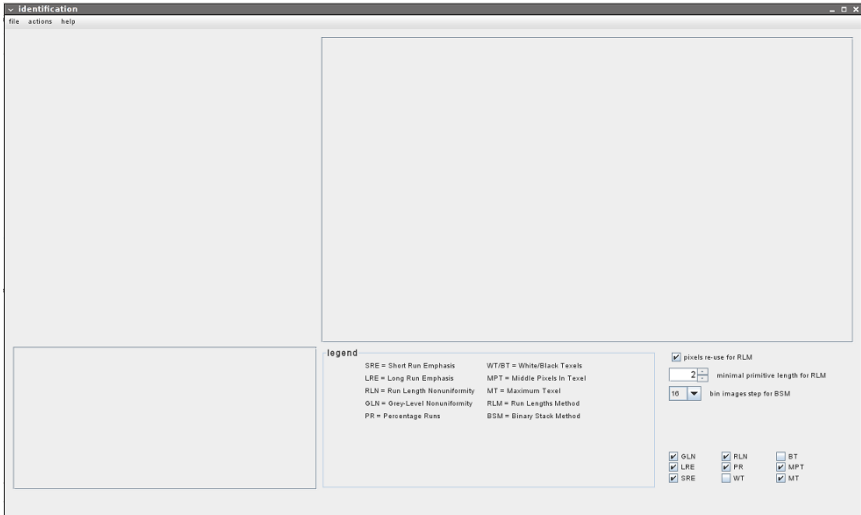 identification
file actions help
legend
SRE = Short Run Emphasis WT/BT = White/Black Texels
LRE = Long Run Emphasis MPT = Middle Pixels In Texel
RLN = Run Length Nonuniformity MT = Maximum Texel
GLN = Grey-Level Nonuniformity RLM = Run Lengths Method
PR = Percentage Runs BSM = Binary Stack Method
pixels re-use for RLM
2 minimal primitive length for RLM
16 bin images step for BSM
GLN RLN BT
LRE PR MPT
SRE WT MT